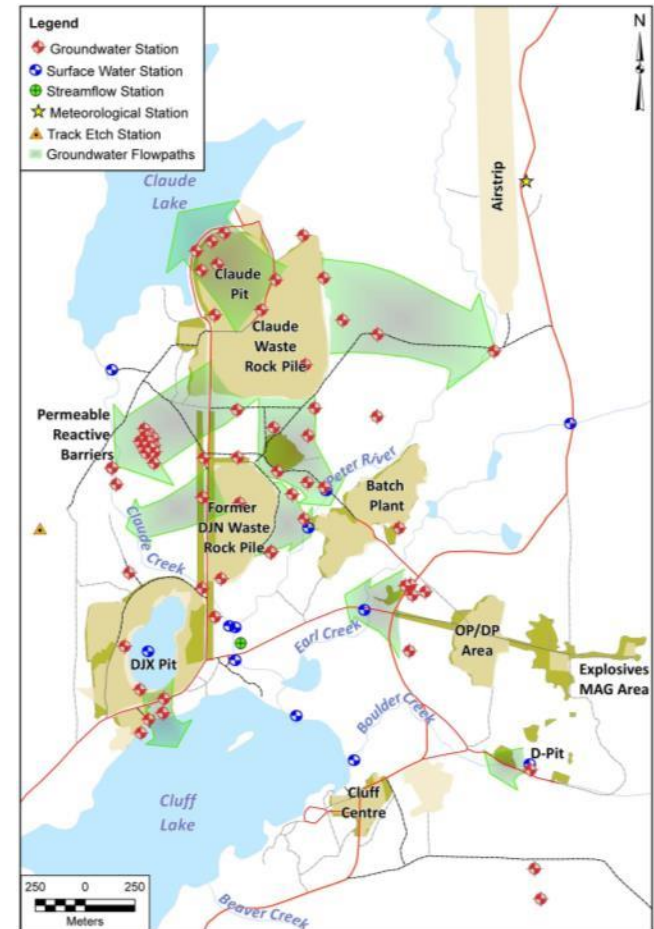 Legend
Groundwater Station
Surface Water Station
Streamflow Station
Meteorological Station
Track Etch Station
Groundwater Flowpaths
N
Claude
Lake
Airstrip
Claude
Pit
Claude
Waste
Rock Pile
Permeable
Reactive
Barriers
Peter River
Batch
Plant
Former
DJN Waste
Rock Pile
Claude Creek
DJX Pit
Earl Creek
OP/DP
Area
Explosives
MAG Area
Boulder Creek
D-Pit
Cluff
Lake
Cluff
Centre
Beaver Creek
250 0 250
Meters